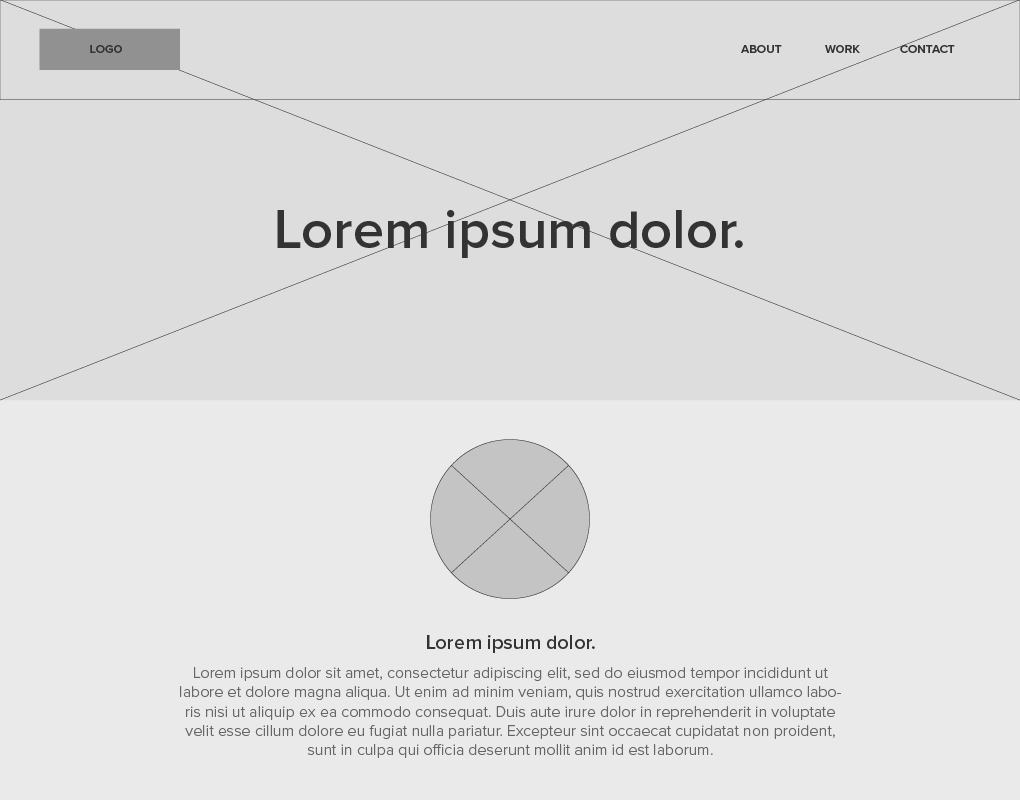 LOGO ABOUT WORK CONTACT
Lorem ipsum dolor.
Lorem ipsum dolor.
Lorem ipsum dolor sit amet, consectetur adipiscing elit, sed do eiusmod tempor incididunt ut
labore et dolore magna aliqua. Ut enim ad minim veniam, quis nostrud exercitation ullamco labo-
ris nisi ut aliquip ex ea commodo consequat. Duis aute irure dolor in reprehenderit in voluptate
velit esse cillum dolore eu fugiat nulla pariatur. Excepteur sint occaecat cupidatat non proident,
sunt in culpa qui officia deserunt mollit anim id est laborum.